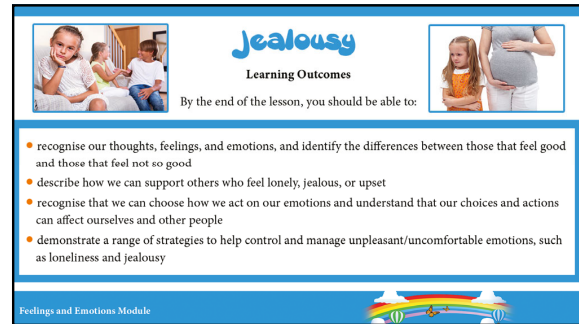 Jealousy
Learning Outcomes
By the end of the lesson, you should be able to:
recognise our thoughts, feelings, and emotions, and identify the differences between those that feel good
and those that feel not so good
describe how we can support others who feel lonely, jealous, or upset
recognise that we can choose how we act on our emotions and understand that our choices and actions
can affect ourselves and other people
demonstrate a range of strategies to help control and manage unpleasant/uncomfortable emotions, such
as loneliness and jealousy
Feelings and Emotions Module